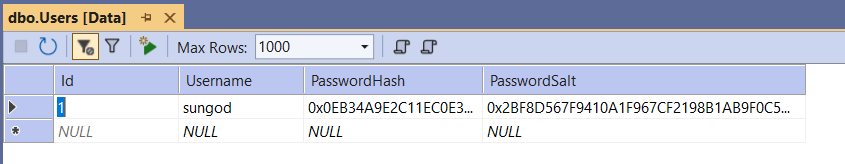 dbo.Users [Data]
Max Rows: 1000
Id Username PasswordHash PasswordSalt
1 sungod 0x0EB34A9E2C11EC0E3... 0x2BF8D567F9410A1F967CF2198B1AB9F0C5...
* NULL NULL NULL NULL